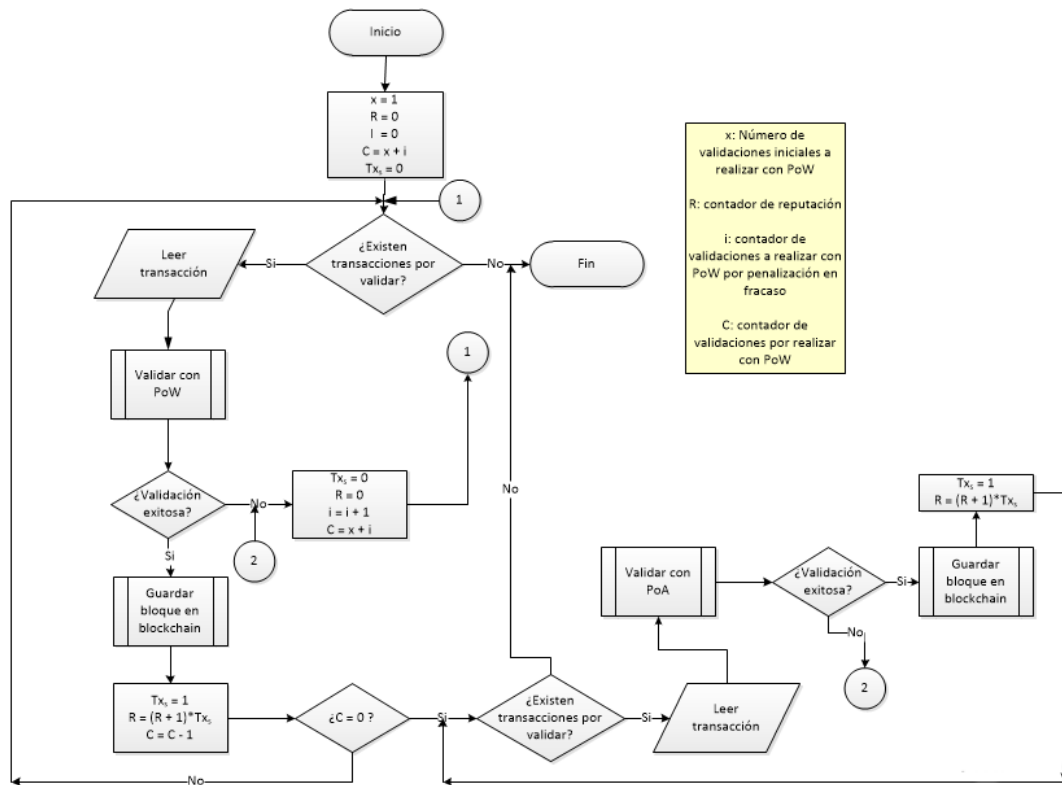 Inicio
x = 1
R = 0
I = 0
C = x + i
Txs = 0
1
x: Número de
validaciones iniciales a
realizar con PoW
R: contador de reputación
i: contador de
validaciones a realizar con
PoW por penalización en
fracaso
C: contador de
validaciones por realizar
con PoW
¿Existen
transacciones por
validar?
Si
No
Leer
transacción
Fin
Validar con
PoW
1
¿Validación
exitosa?
No
Si
2
Txs = 0
R = 0
i = i + 1
C = x + i
No
Guardar
bloque en
blockchain
Txs = 1
R = (R + 1)*Txs
C = C - 1
¿C = 0 ?
Si
No
¿Existen
transacciones por
validar?
Si
Leer
transacción
Validar con
PoA
¿Validación
exitosa?
Si
No
2
Guardar
bloque en
blockchain
Txs = 1
R = (R + 1)*Txs